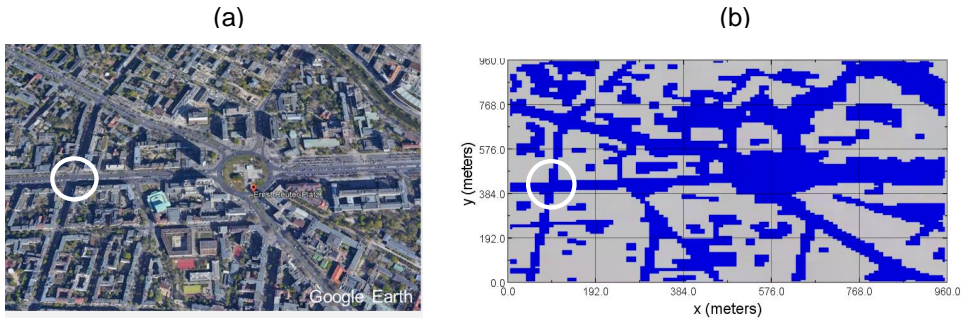 (a)
(b)
Ernst-Reuter-Platz
Google Earth
960.0
768.0
576.0
384.0
192.0
0.0
y (meters)
0.0 192.0 384.0 576.0 768.0 960.0
x (meters)